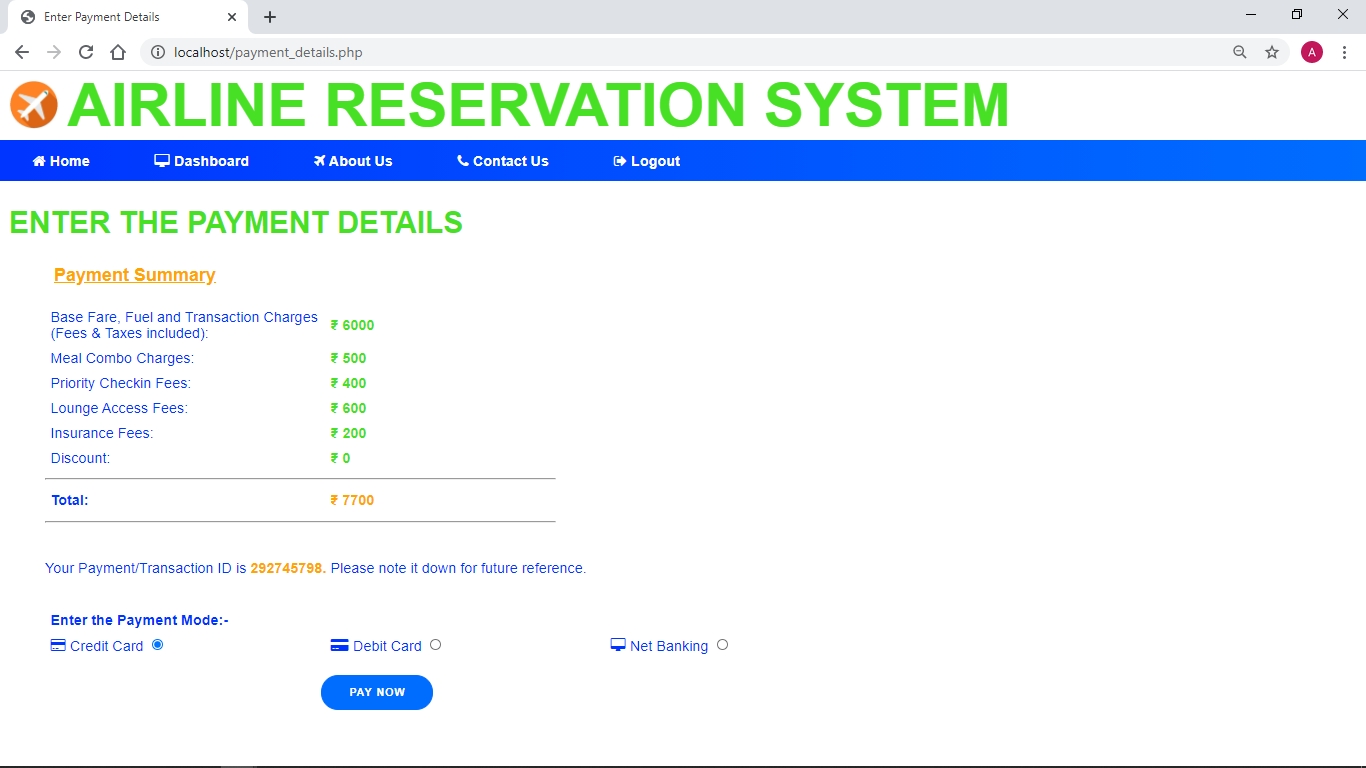 Enter Payment Details
localhost/payment_details.php
A
AIRLINE RESERVATION SYSTEM
Home Dashboard About Us Contact Us Logout
ENTER THE PAYMENT DETAILS
Payment Summary
Base Fare, Fuel and Transaction Charges
(Fees & Taxes included): ₹ 6000
Meal Combo Charges: ₹ 500
Priority Checkin Fees: ₹ 400
Lounge Access Fees: ₹ 600
Insurance Fees: ₹ 200
Discount: ₹ 0
Total: ₹ 7700
Your Payment/Transaction ID is 292745798. Please note it down for future reference.
Enter the Payment Mode:-
Credit Card Debit Card Net Banking
PAY NOW